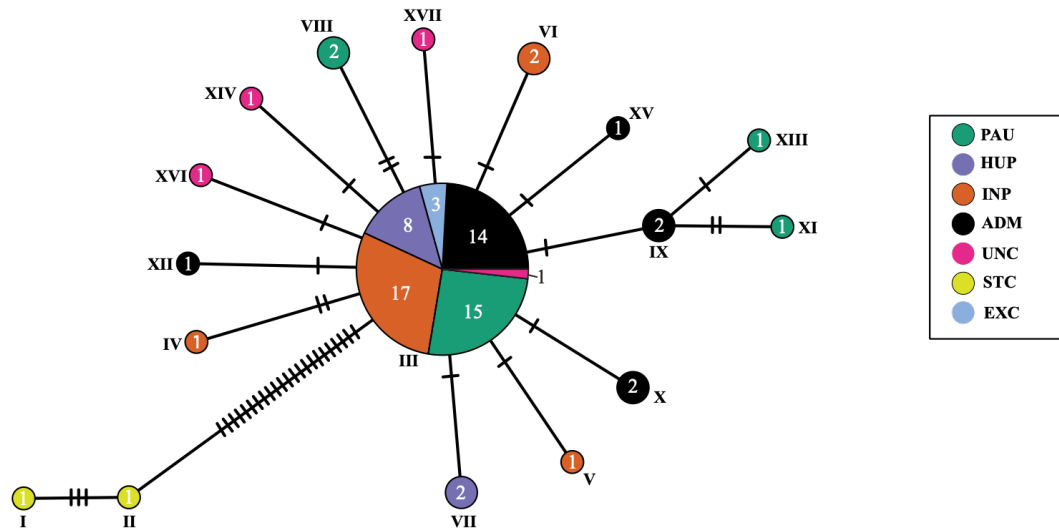 XVII
1
VIII
2
VI
2
XIV
1
XV
1
XIII
1
XVI
1
3
8
14
2
IX
1
XI
XII
1
17
15
1
IV
1
III
2
X
1
V
2
VII
1
I
1
II
PAU
HUP
INP
ADM
UNC
STC
EXC